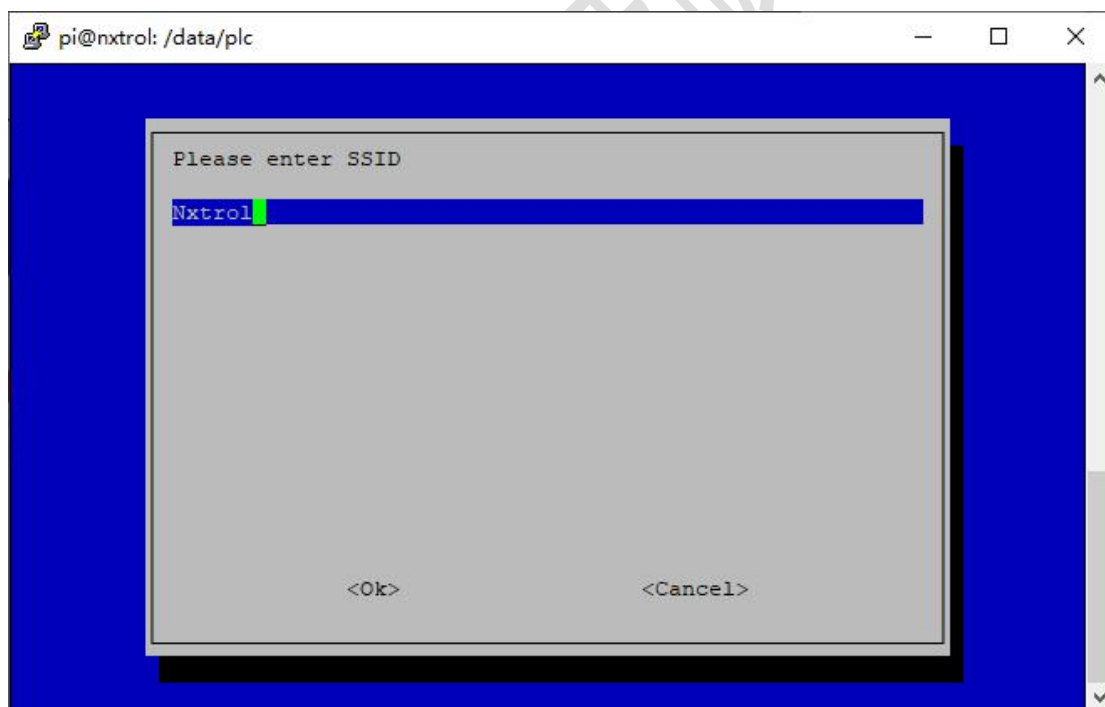 pi@nxtrol: /data/plc
Please enter SSID
Nxtrol
<Ok> <Cancel>